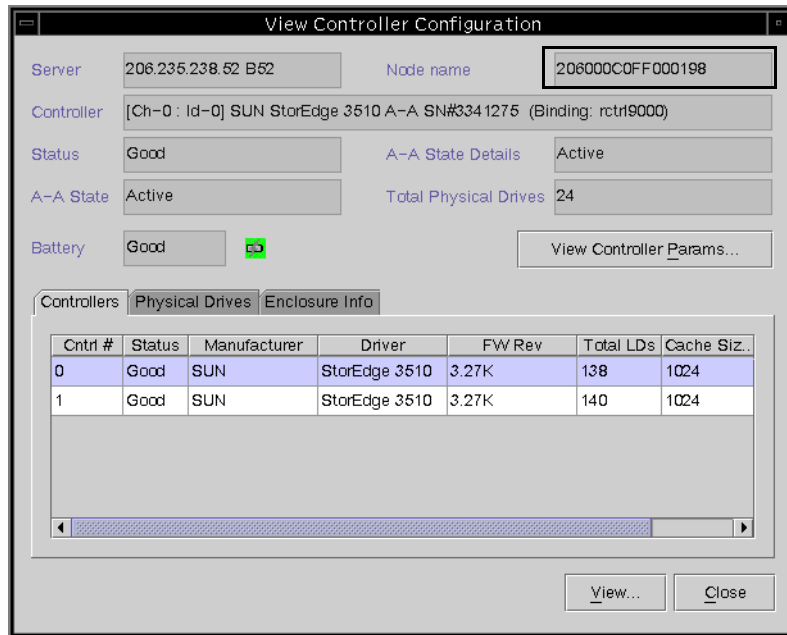 View Controller Configuration
Server 206.235.238.52 B52 Node name 206000C0FF000198
Controller [Ch-0 : Id-0] SUN StorEdge 3510 A-A SN#3341275 (Binding: rctrl9000)
Status Good A-A State Details Active
A-A State Active Total Physical Drives 24
Battery Good View Controller Params...
Controllers Physical Drives Enclosure Info
Cntrl # Status Manufacturer Driver FW Rev Total LDs Cache Siz..
0 Good SUN StorEdge 3510 3.27K 138 1024
1 Good SUN StorEdge 3510 3.27K 140 1024
View... Close